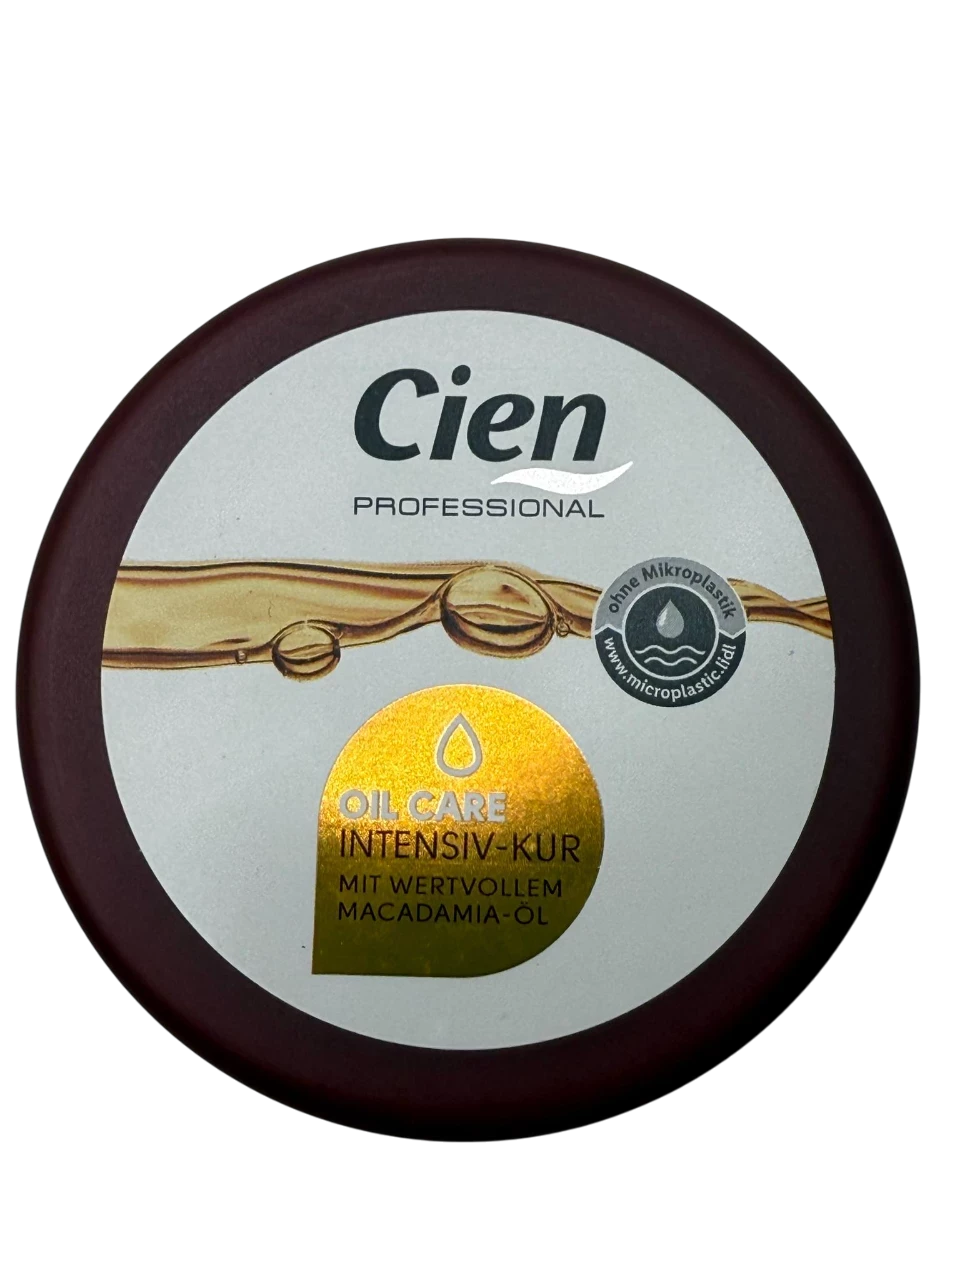 Cien
PROFESSIONAL
ohne Mikroplastik
www.microplastic.lidl
OIL CARE
INTENSIV-KUR
MIT WERTVOLLEM
MACADAMIA-ÖL